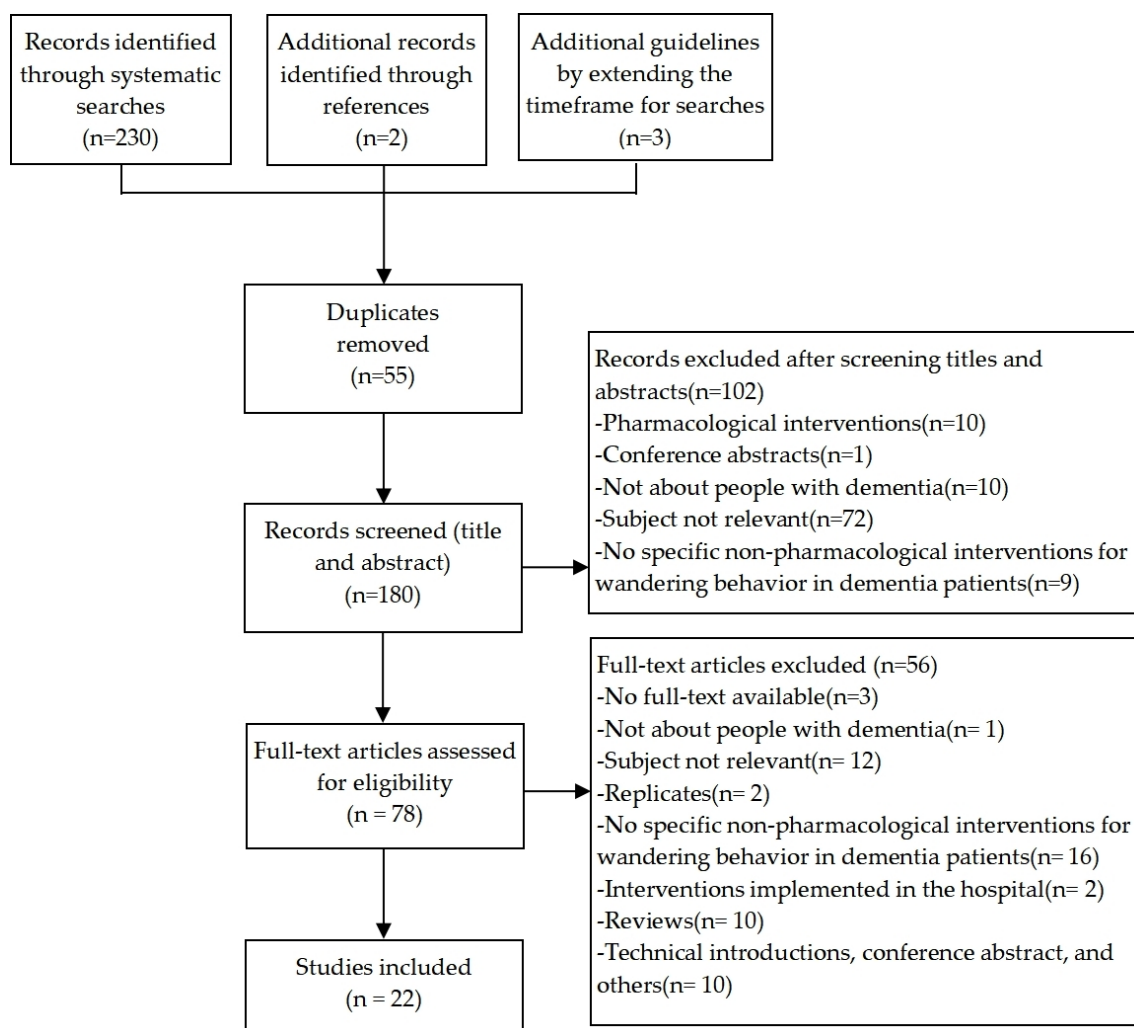 Records identified
through systematic
searches
(n=230)
Additional records
identified through
references
(n=2)
Additional guidelines
by extending the
timeframe for searches
(n=3)
Duplicates
removed
(n=55)
Records screened (title
and abstract)
(n=180)
Records excluded after screening titles and
abstracts(n=102)
-Pharmacological interventions(n=10)
-Conference abstracts(n=1)
-Not about people with dementia(n=10)
-Subject not relevant(n=72)
-No specific non-pharmacological interventions for
wandering behavior in dementia patients(n=9)
Full-text articles assessed
for eligibility
(n = 78)
Full-text articles excluded (n=56)
-No full-text available(n=3)
-Not about people with dementia(n= 1)
-Subject not relevant(n= 12)
-Replicates(n= 2)
-No specific non-pharmacological interventions for
wandering behavior in dementia patients(n= 16)
-Interventions implemented in the hospital(n= 2)
-Reviews(n= 10)
-Technical introductions, conference abstract, and
others(n= 10)
Studies included
(n = 22)